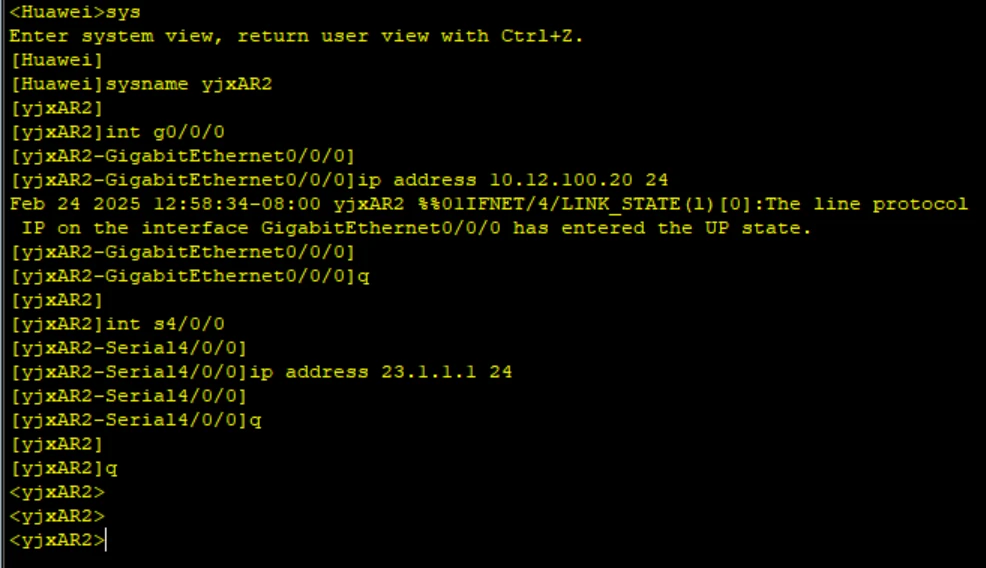 <Huawei>sys
Enter system view, return user view with Ctrl+Z.
[Huawei]
[Huawei]sysname yjxAR2
[yjxAR2]
[yjxAR2]int g0/0/0
[yjxAR2-GigabitEthernet0/0/0]
[yjxAR2-GigabitEthernet0/0/0]ip address 10.12.100.20 24
Feb 24 2025 12:58:34-08:00 yjxAR2 %%01IFNET/4/LINK_STATE(l)[0]:The line protocol
 IP on the interface GigabitEthernet0/0/0 has entered the UP state.
[yjxAR2-GigabitEthernet0/0/0]
[yjxAR2-GigabitEthernet0/0/0]q
[yjxAR2]
[yjxAR2]int s4/0/0
[yjxAR2-Serial4/0/0]
[yjxAR2-Serial4/0/0]ip address 23.1.1.1 24
[yjxAR2-Serial4/0/0]
[yjxAR2-Serial4/0/0]q
[yjxAR2]
[yjxAR2]q
<yjxAR2>
<yjxAR2>
<yjxAR2>